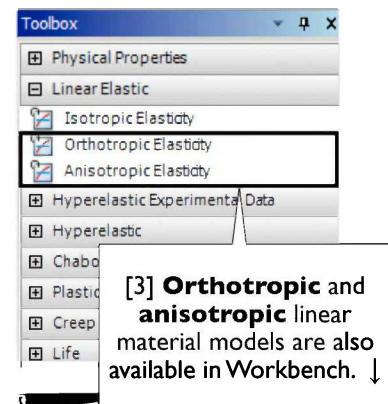 Toolbox
Physical Properties
Linear Elastic
Isotropic Elasticity
Orthotropic Elasticity
Anisotropic Elasticity
Hyperelastic Experimental Data
Hyperelastic
Chabo
Plastic
Creep
Life
[3] Orthotropic and
anisotropic linear
material models are also
available in Workbench. ↓